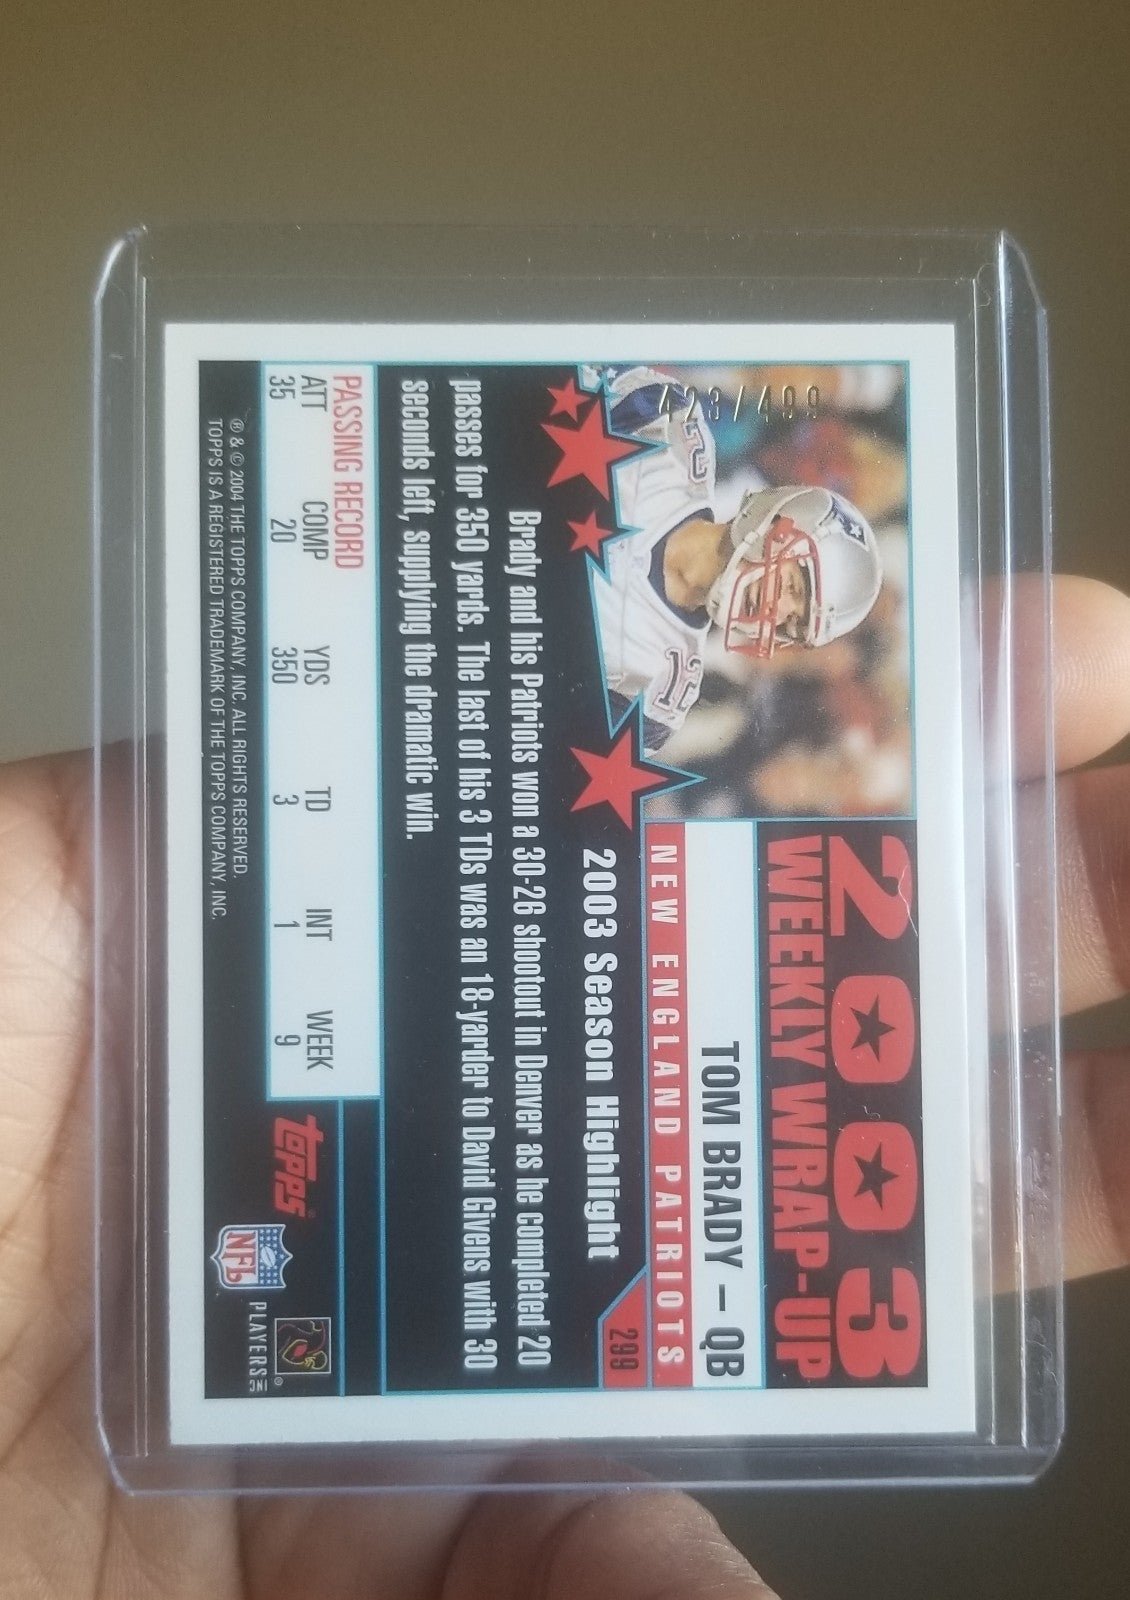 423/499
2003
WEEKLY WRAP-UP
TOM BRADY – QB
NEW ENGLAND PATRIOTS
299
2003 Season Highlight
Brady and his Patriots won a 30-26 shootout in Denver as he completed 20
passes for 350 yards. The last of his 3 TDs was an 18-yarder to David Givens with 30
seconds left, supplying the dramatic win.
PASSING RECORD
ATT COMP YDS TD INT WEEK
35 20 350 3 1 9
topps®
NFL
PLAYERS INC ®
® & © 2004 THE TOPPS COMPANY, INC. ALL RIGHTS RESERVED.
TOPPS IS A REGISTERED TRADEMARK OF THE TOPPS COMPANY, INC.
12